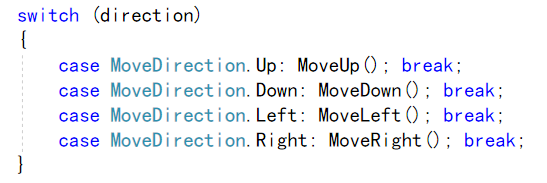 switch (direction)
{
case MoveDirection.Up: MoveUp(); break;
case MoveDirection.Down: MoveDown(); break;
case MoveDirection.Left: MoveLeft(); break;
case MoveDirection.Right: MoveRight(); break;
}